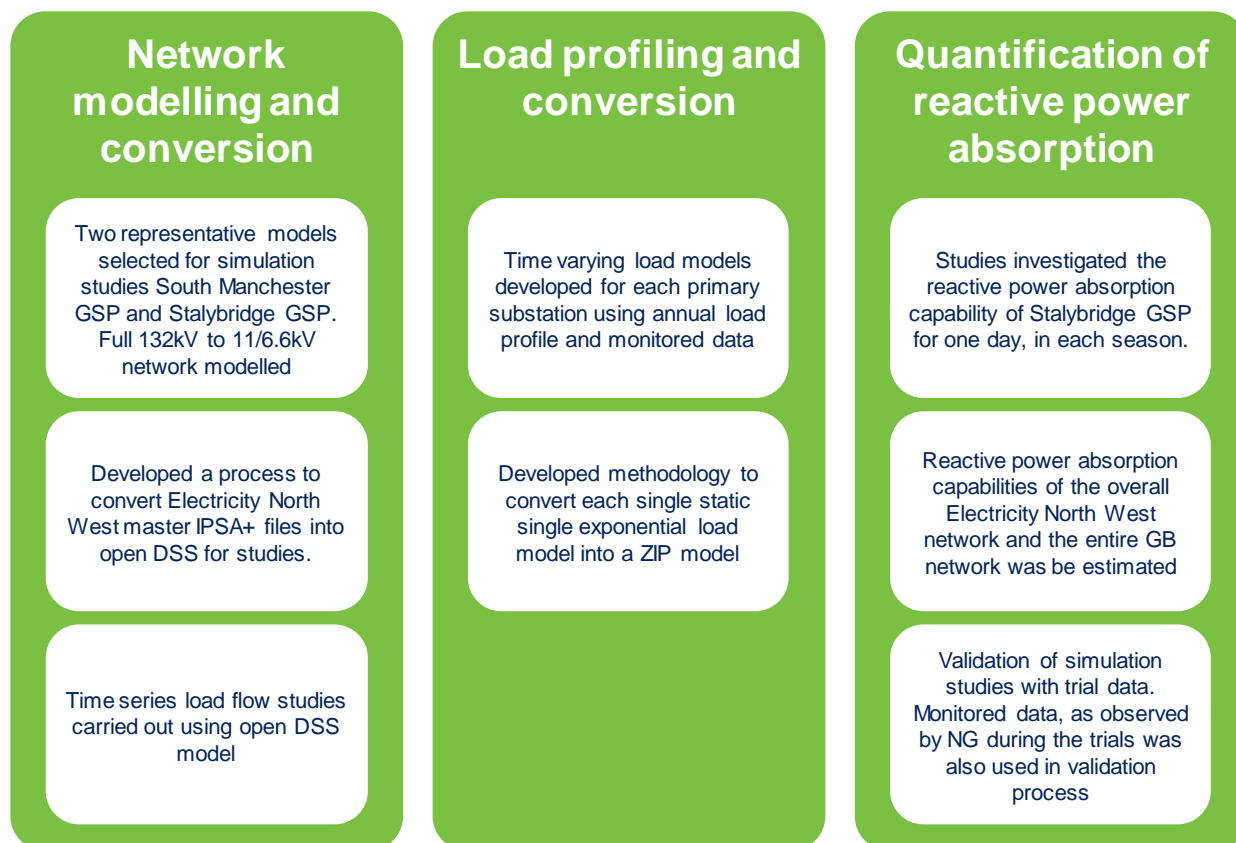 Network
modelling and
conversion
Two representative models
selected for simulation
studies South Manchester
GSP and Stalybridge GSP.
Full 132kV to 11/6.6kV
network modelled
Developed a process to
convert Electricity North
West master IPSA+ files into
open DSS for studies.
Time series load flow studies
carried out using open DSS
model
Load profiling and
conversion
Time varying load models
developed for each primary
substation using annual load
profile and monitored data
Developed methodology to
convert each single static
single exponential load
model into a ZIP model
Quantification of
reactive power
absorption
Studies investigated the
reactive power absorption
capability of Stalybridge GSP
for one day, in each season.
Reactive power absorption
capabilities of the overall
Electricity North West
network and the entire GB
network was be estimated
Validation of simulation
studies with trial data.
Monitored data, as observed
by NG during the trials was
also used in validation
process